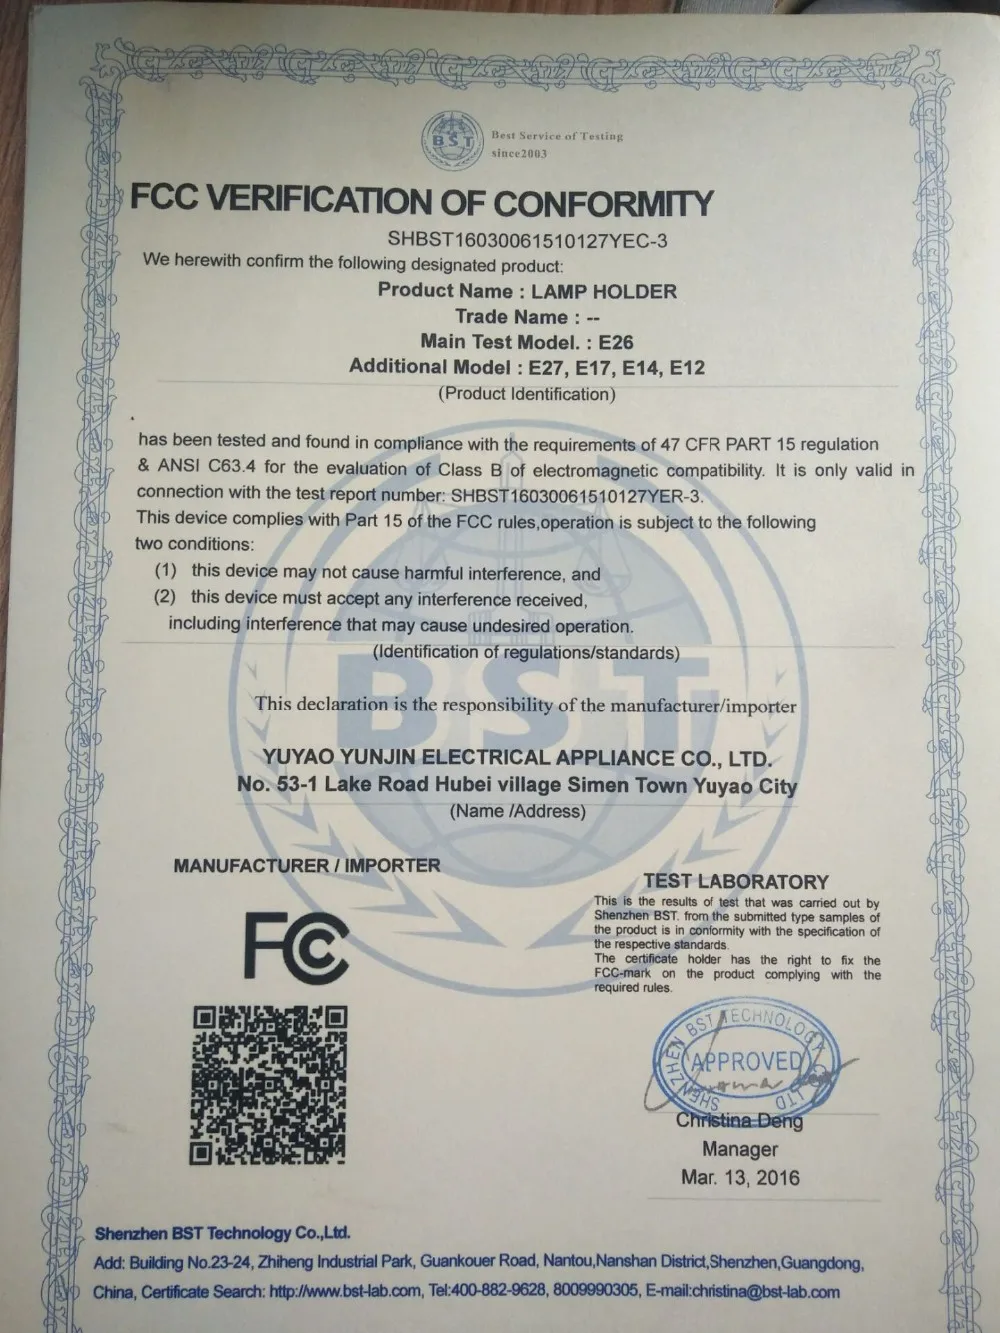 BST
Best Service of Testing
since2003
FCC VERIFICATION OF CONFORMITY
SHBST16030061510127YEC-3
We herewith confirm the following designated product:
Product Name : LAMP HOLDER
Trade Name : --
Main Test Model. : E26
Additional Model : E27, E17, E14, E12
(Product Identification)
has been tested and found in compliance with the requirements of 47 CFR PART 15 regulation
& ANSI C63.4 for the evaluation of Class B of electromagnetic compatibility. It is only valid in
connection with the test report number: SHBST16030061510127YER-3.
This device complies with Part 15 of the FCC rules,operation is subject to the following
two conditions:
(1) this device may not cause harmful interference, and
(2) this device must accept any interference received,
including interference that may cause undesired operation.
(Identification of regulations/standards)
BST
This declaration is the responsibility of the manufacturer/importer
YUYAO YUNJIN ELECTRICAL APPLIANCE CO., LTD.
No. 53-1 Lake Road Hubei village Simen Town Yuyao City
(Name /Address)
MANUFACTURER / IMPORTER
FCC
TEST LABORATORY
This is the results of test that was carried out by
Shenzhen BST. from the submitted type samples of
the product is in conformity with the specification of
the respective standards.
The certificate holder has the right to fix the
FCC-mark on the product complying with the
required rules.
SHENZHEN BST TECHNOLOGY CO LTD
APPROVED
Christina Deng
Manager
Mar. 13, 2016
Shenzhen BST Technology Co.,Ltd.
Add: Building No.23-24, Zhiheng Industrial Park, Guankouer Road, Nantou,Nanshan District,Shenzhen,Guangdong,
China, Certificate Search: http://www.bst-lab.com, Tel:400-882-9628, 8009990305, E-mail:christina@bst-lab.com